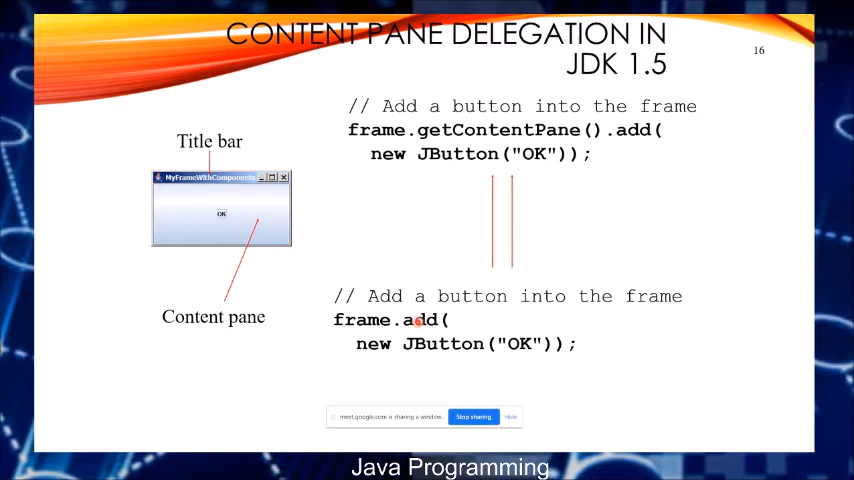 CONTENT PANE DELEGATION IN
JDK 1.5
16
// Add a button into the frame
frame.getContentPane().add(
new JButton("OK"));
Title bar
MyFrameWithComponents
OK
Content pane
// Add a button into the frame
frame.add(
new JButton("OK"));
meet.google.com is sharing a window.
Stop sharing
Hide
Java Programming